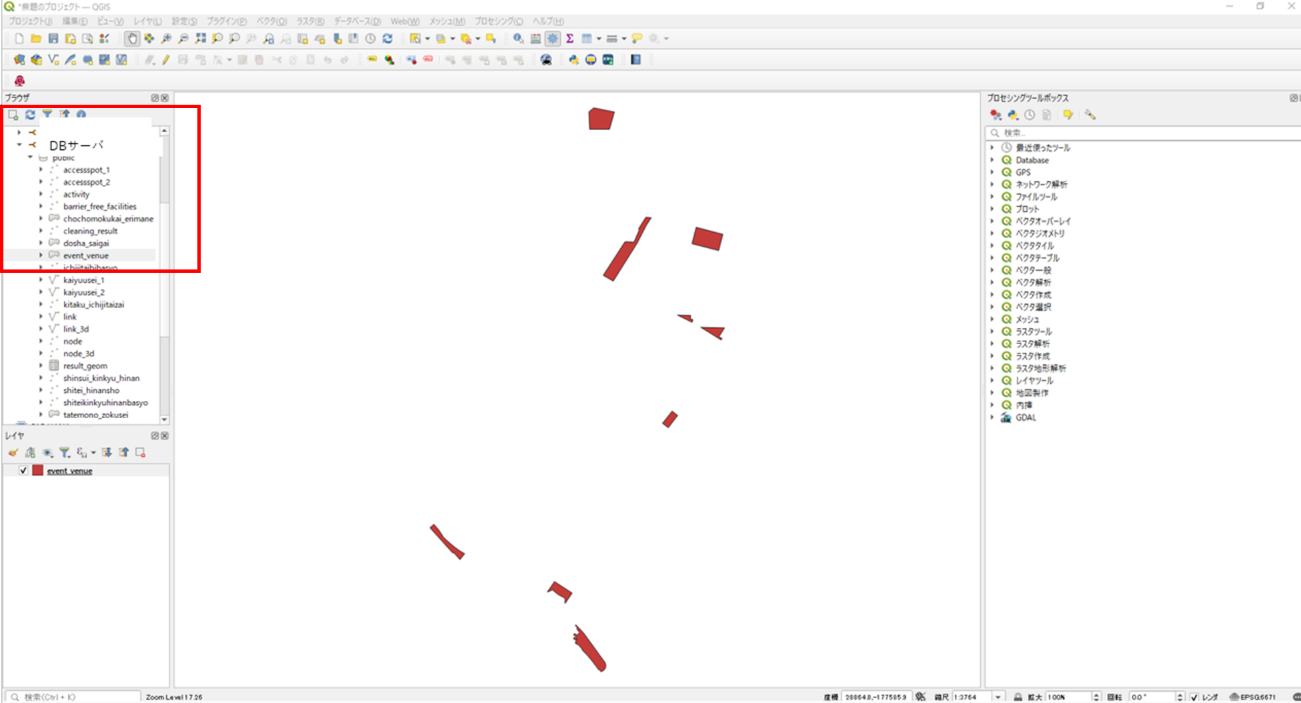 *無題のプロジェクト — QGIS
プロジェクト(J) 編集(E) ビュー(V) レイヤ(L) 設定(S) プラグイン(P) ベクタ(O) ラスタ(R) データベース(D) Web(W) メッシュ(M) プロセシング(C) ヘルプ(H)
ブラウザ
DBサーバ
public
accessspot_1
accessspot_2
activity
barrier_free_facilities
chochomokukai_erimane
cleaning_result
dosha_saigai
event_venue
ichijitaihibasyo
kaiyuusei_1
kaiyuusei_2
kitaku_ichijitaizai
link
link_3d
node
node_3d
result_geom
shinsui_kinkyu_hinan
shitei_hinansho
shiteikinkyuhinanbasyo
tatemono_zokusei
レイヤ
event_venue
プロセシングツールボックス
検索...
最近使ったツール
Database
GPS
ネットワーク解析
ファイルツール
プロット
ベクタオーバーレイ
ベクタジオメトリ
ベクタタイル
ベクタテーブル
ベクタ一般
ベクタ解析
ベクタ作成
ベクタ選択
メッシュ
ラスタツール
ラスタ解析
ラスタ作成
ラスタ地形解析
レイヤツール
地図製作
内挿
GDAL
検索(Ctrl + K) Zoom Level 17.26 座標 28864.8,-177585.9 縮尺 1:3764 拡大 100% 回転 0.0 ° レンダ EPSG:6671